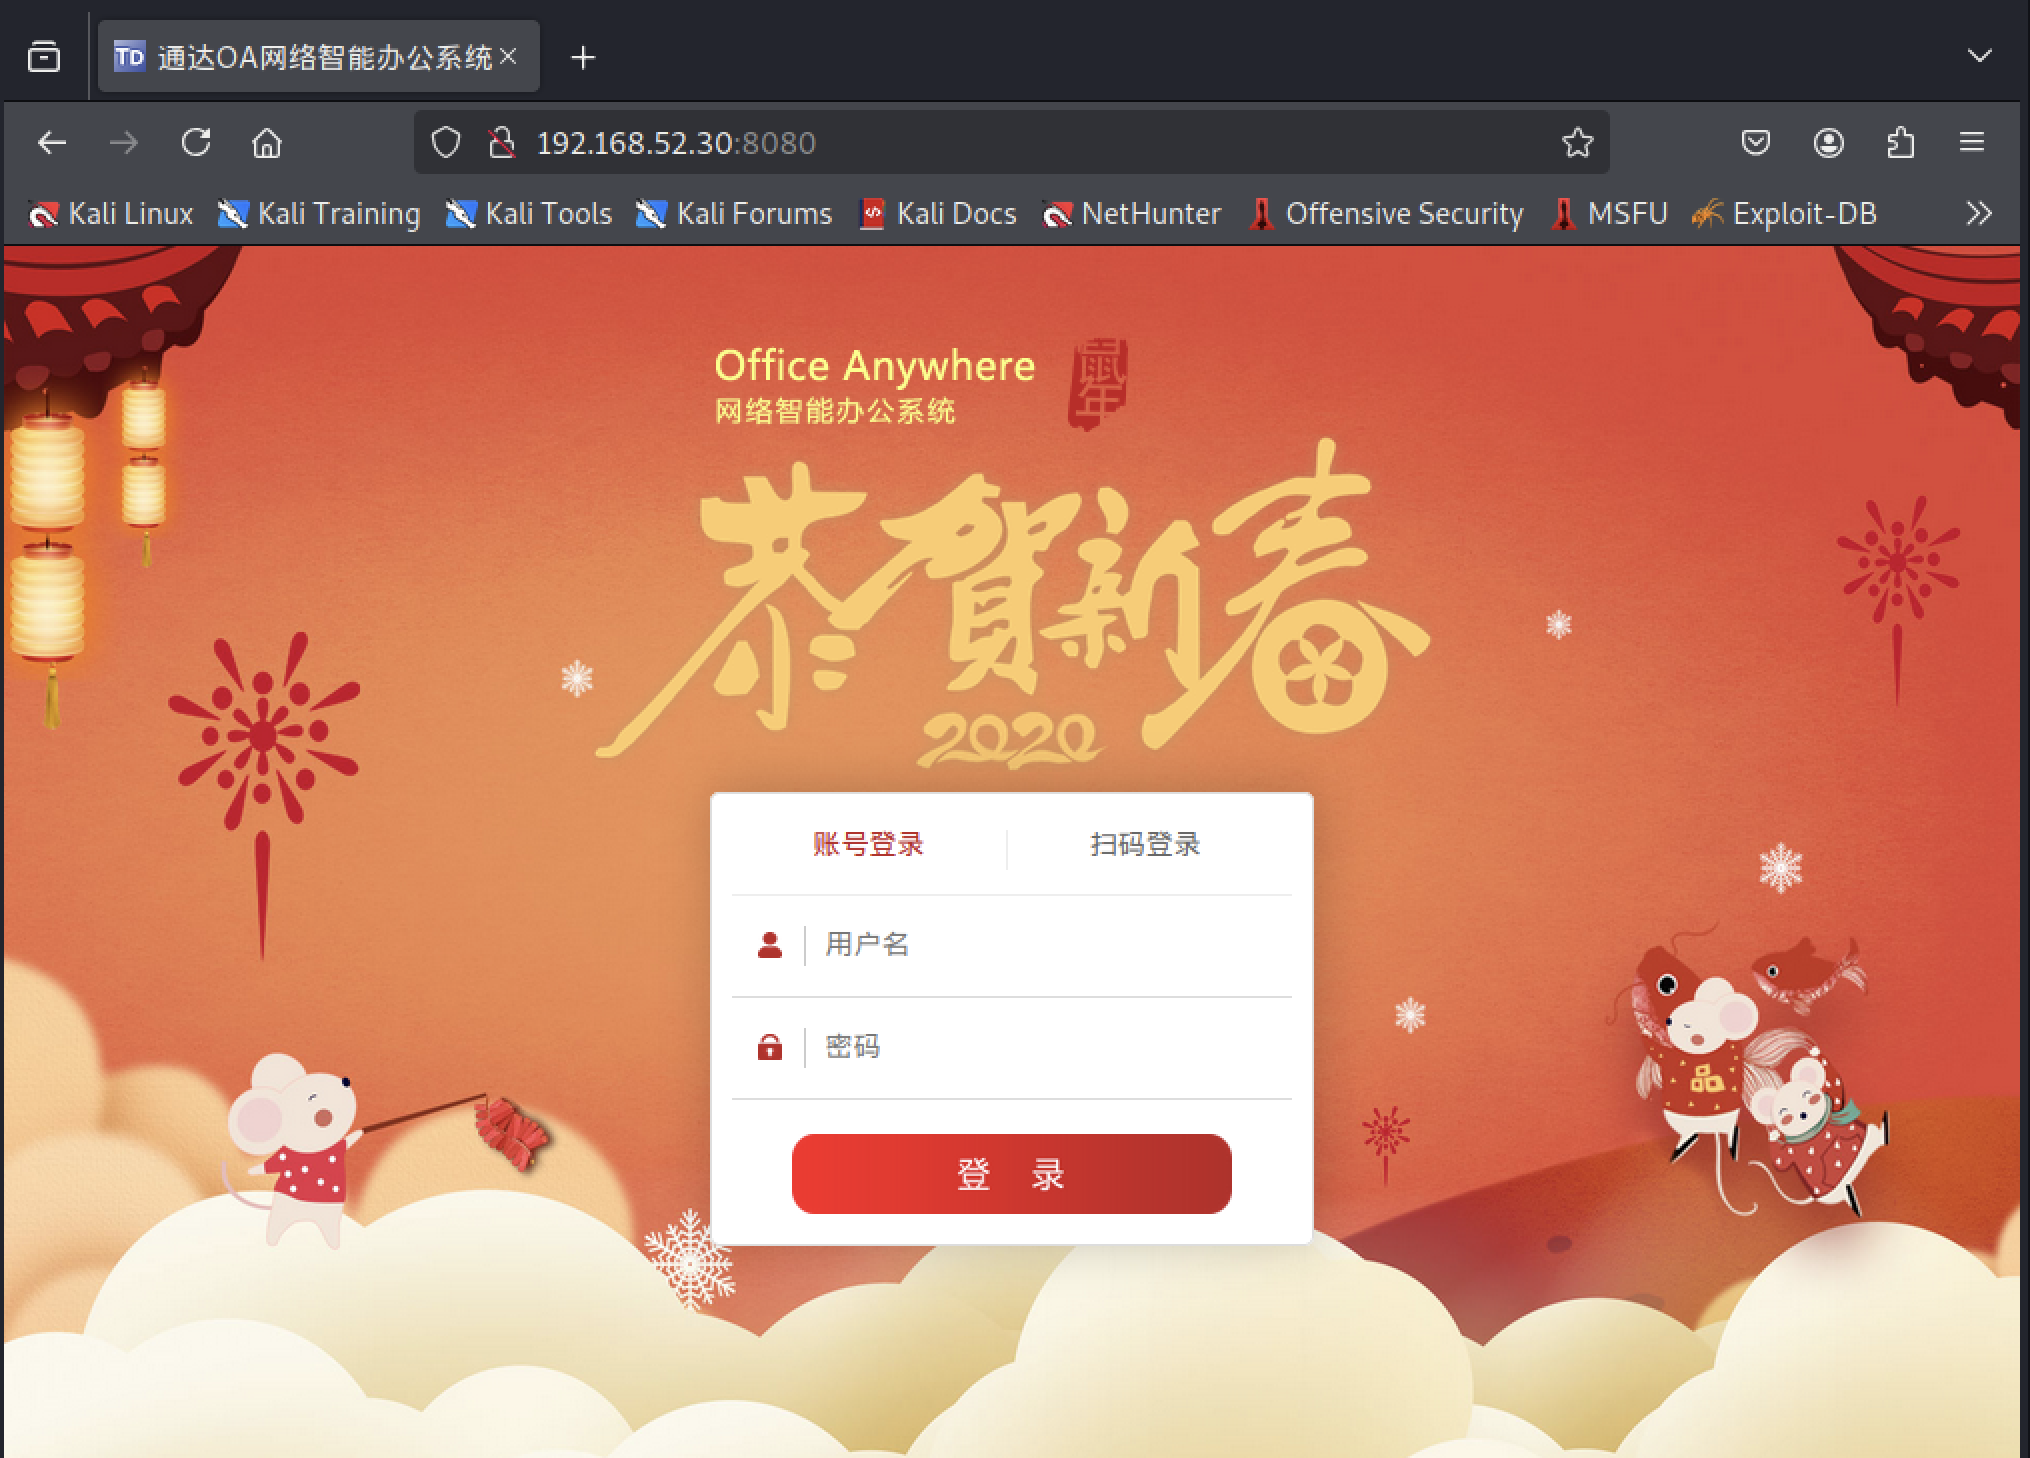 通达OA网络智能办公系统
192.168.52.30:8080
Kali Linux Kali Training Kali Tools Kali Forums Kali Docs NetHunter Offensive Security MSFU Exploit-DB
Office Anywhere
网络智能办公系统
鼠年
恭賀新春
2020
账号登录 扫码登录
用户名
密码
登 录
品